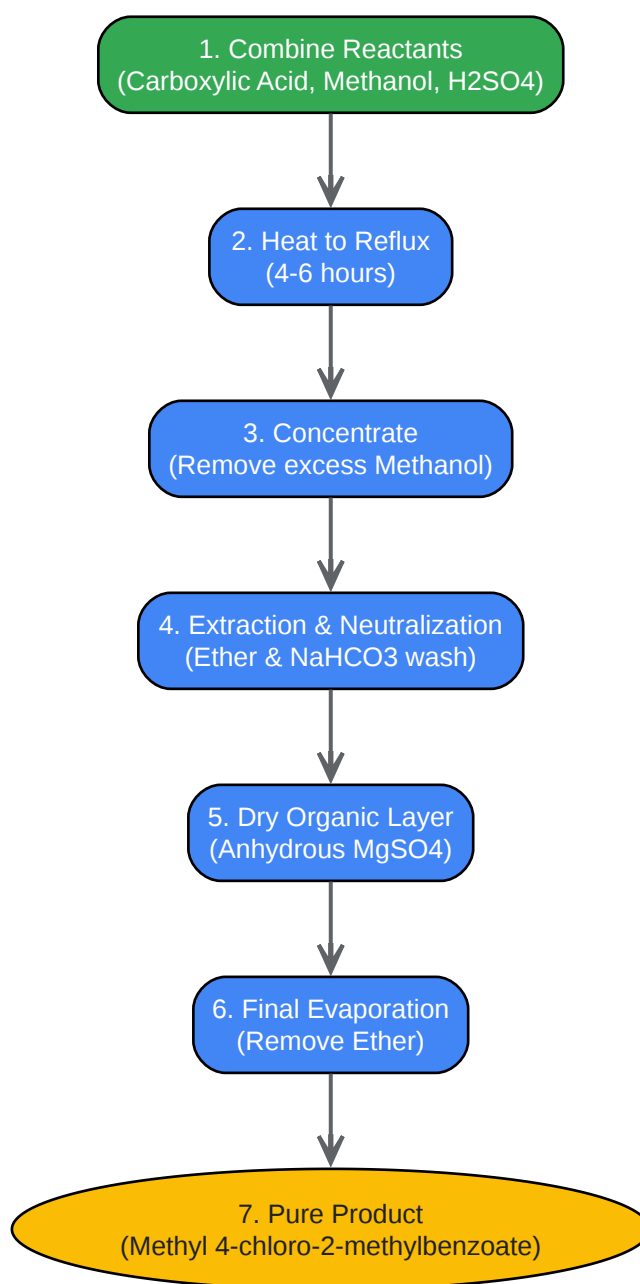 1. Combine Reactants
(Carboxylic Acid, Methanol, H2SO4)
2. Heat to Reflux
(4-6 hours)
3. Concentrate
(Remove excess Methanol)
4. Extraction & Neutralization
(Ether & NaHCO3 wash)
5. Dry Organic Layer
(Anhydrous MgSO4)
6. Final Evaporation
(Remove Ether)
7. Pure Product
(Methyl 4-chloro-2-methylbenzoate)